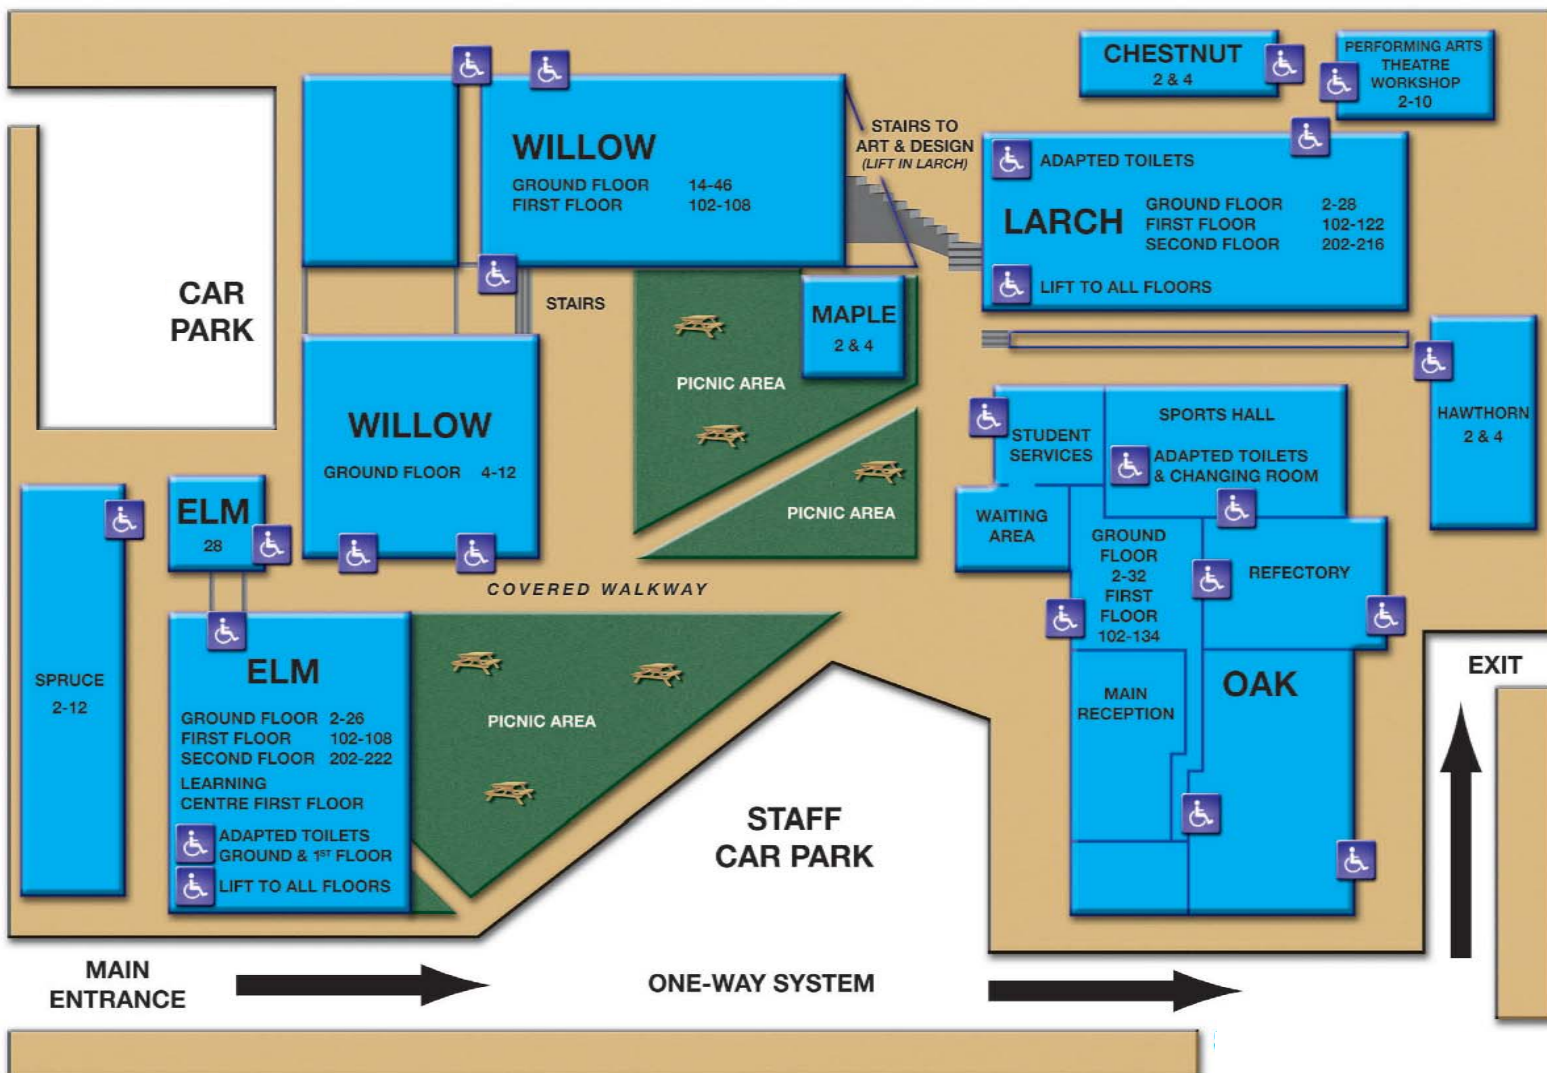 CHESTNUT
2 & 4
PERFORMING ARTS
THEATRE
WORKSHOP
2-10
WILLOW
GROUND FLOOR 14-46
FIRST FLOOR 102-108
STAIRS TO
ART & DESIGN
(LIFT IN LARCH)
ADAPTED TOILETS
LARCH
GROUND FLOOR 2-28
FIRST FLOOR 102-122
SECOND FLOOR 202-216
LIFT TO ALL FLOORS
CAR
PARK
STAIRS
MAPLE
2 & 4
PICNIC AREA
WILLOW
GROUND FLOOR 4-12
HAWTHORN
2 & 4
STUDENT
SERVICES
SPORTS HALL
ADAPTED TOILETS
& CHANGING ROOM
ELM
28
PICNIC AREA
WAITING
AREA
GROUND
FLOOR
2-32
FIRST
FLOOR
102-134
REFECTORY
COVERED WALKWAY
SPRUCE
2-12
ELM
GROUND FLOOR 2-26
FIRST FLOOR 102-108
SECOND FLOOR 202-222
LEARNING
CENTRE FIRST FLOOR
ADAPTED TOILETS
GROUND & 1ST FLOOR
LIFT TO ALL FLOORS
PICNIC AREA
MAIN
RECEPTION
OAK
EXIT
STAFF
CAR PARK
MAIN
ENTRANCE
ONE-WAY SYSTEM